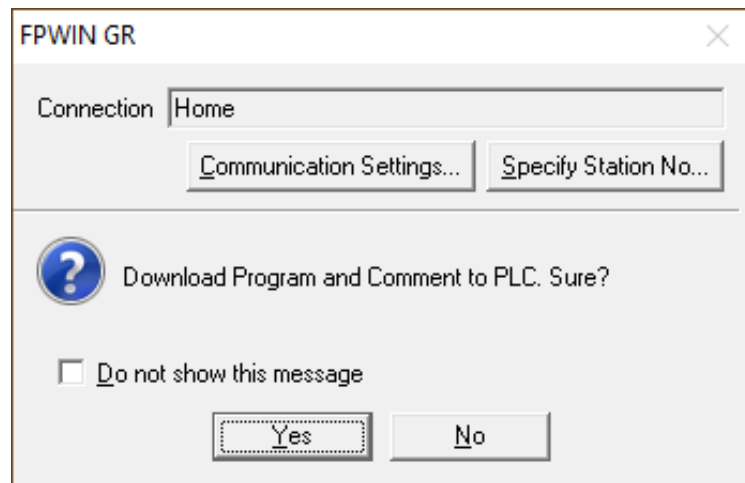 FPWIN GR
Connection Home
Communication Settings... Specify Station No...
Download Program and Comment to PLC. Sure?
Do not show this message
Yes No